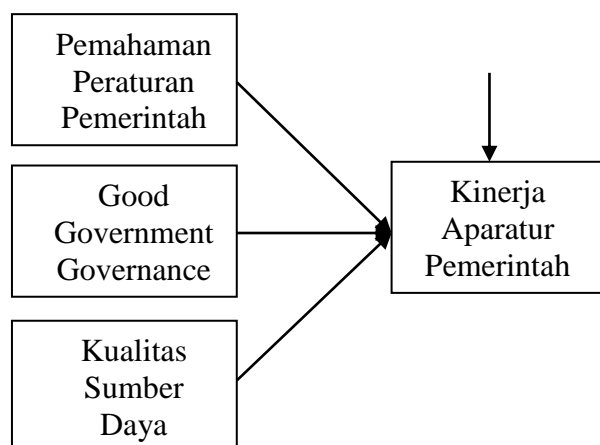 Pemahaman
Peraturan
Pemerintah
Good
Government
Governance
Kualitas
Sumber
Daya
Kinerja
Aparatur
Pemerintah